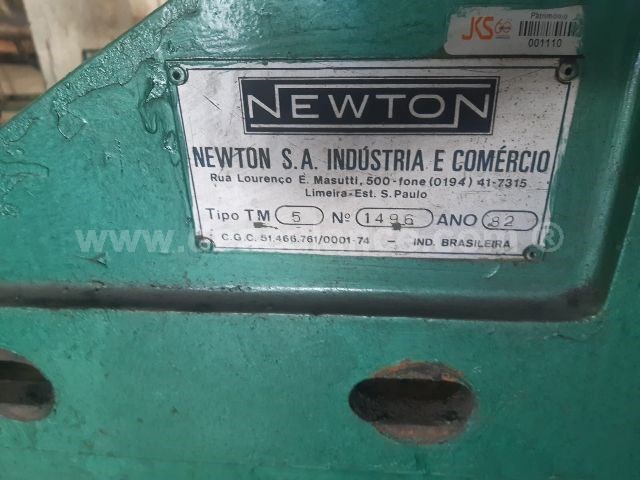 JKS
Patrimônio
001110
NEWTON
NEWTON S.A. INDÚSTRIA E COMÉRCIO
Rua Lourenço E. Masutti, 500-fone (0194) 41-7315
Limeira-Est. S. Paulo
Tipo TM 5 Nº 1496 ANO 82
C.G.C. 51.466.761/0001-74 - IND. BRASILEIRA